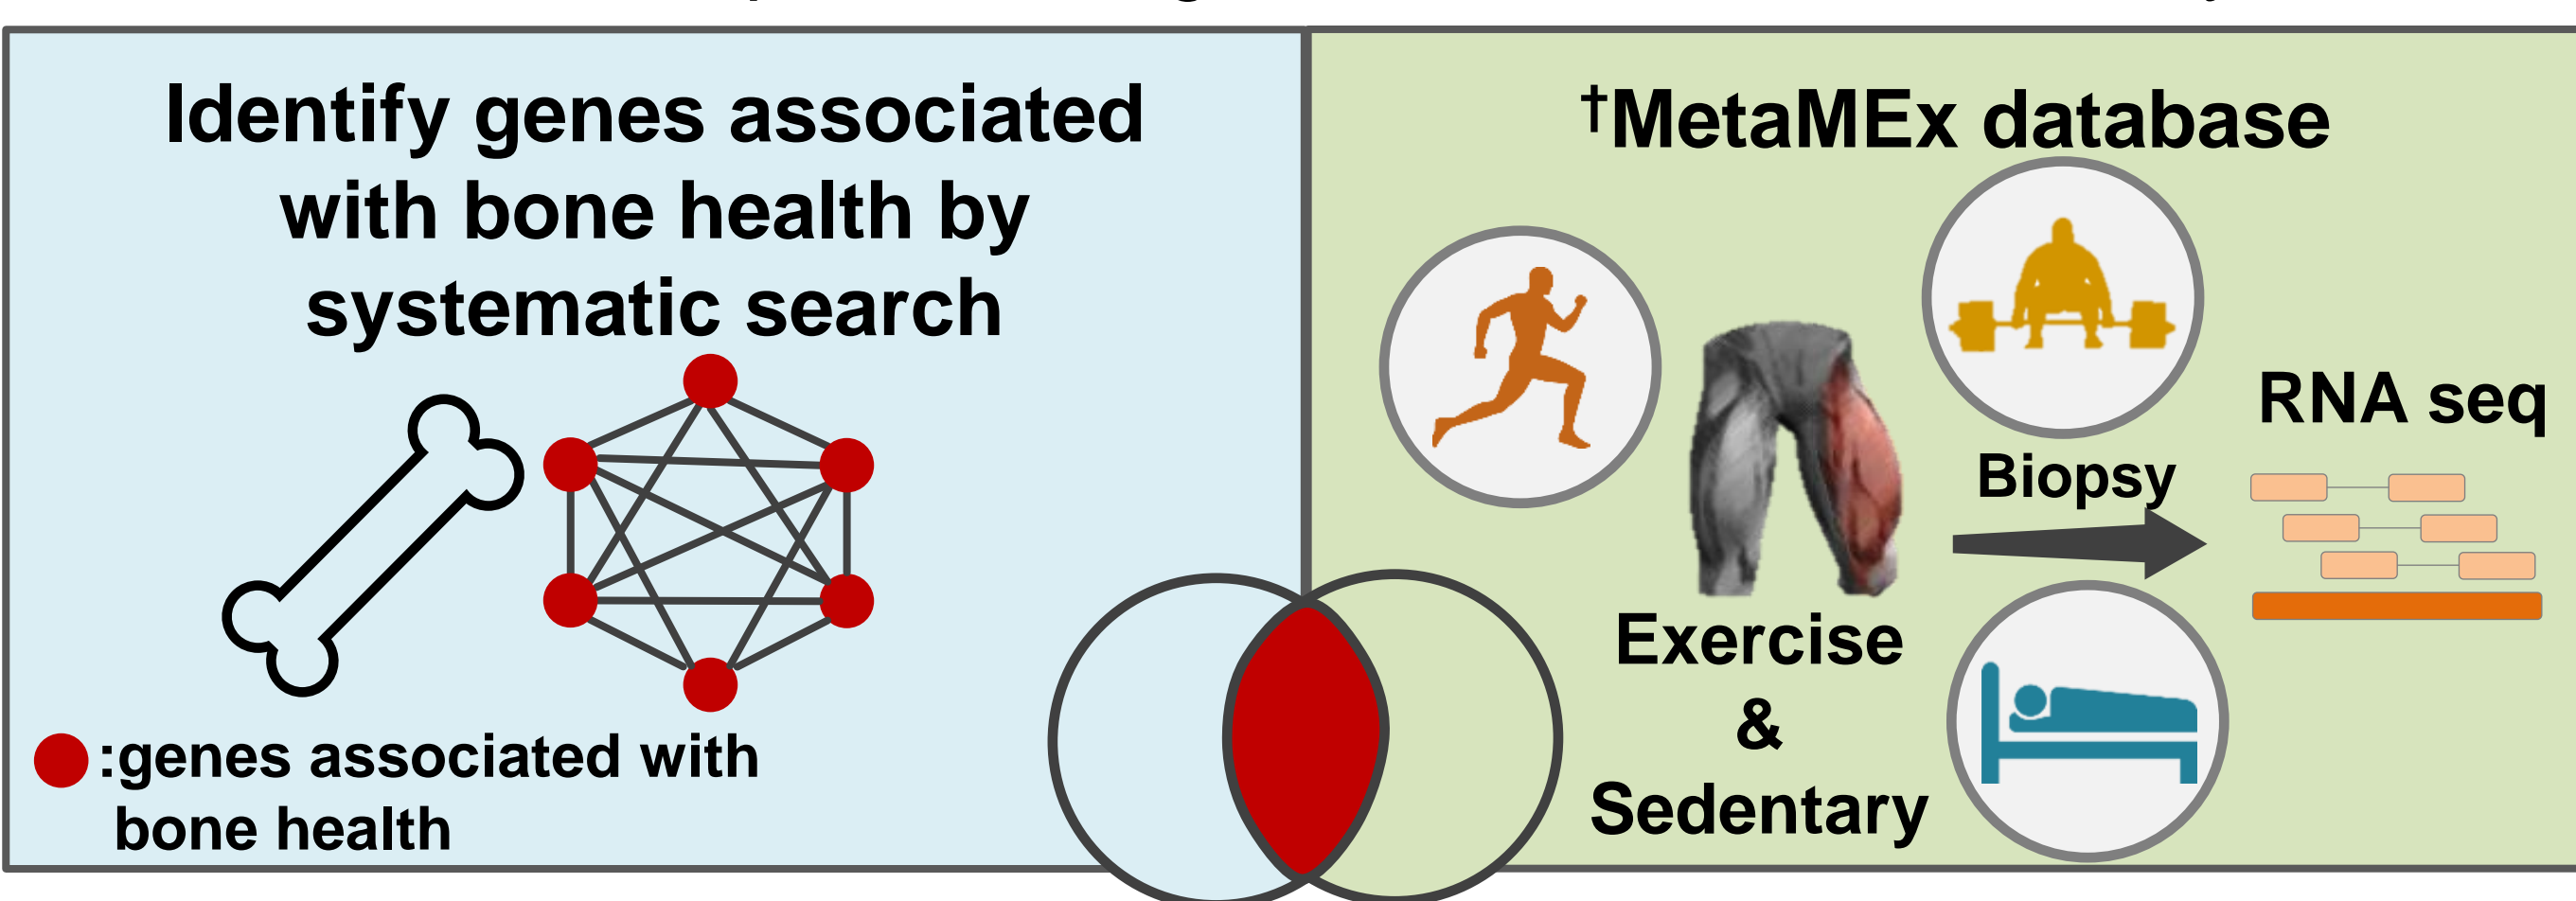 Identify genes associated
with bone health by
systematic search
:genes associated with
bone health
†MetaMEx database
RNA seq
Biopsy
Exercise
&
Sedentary